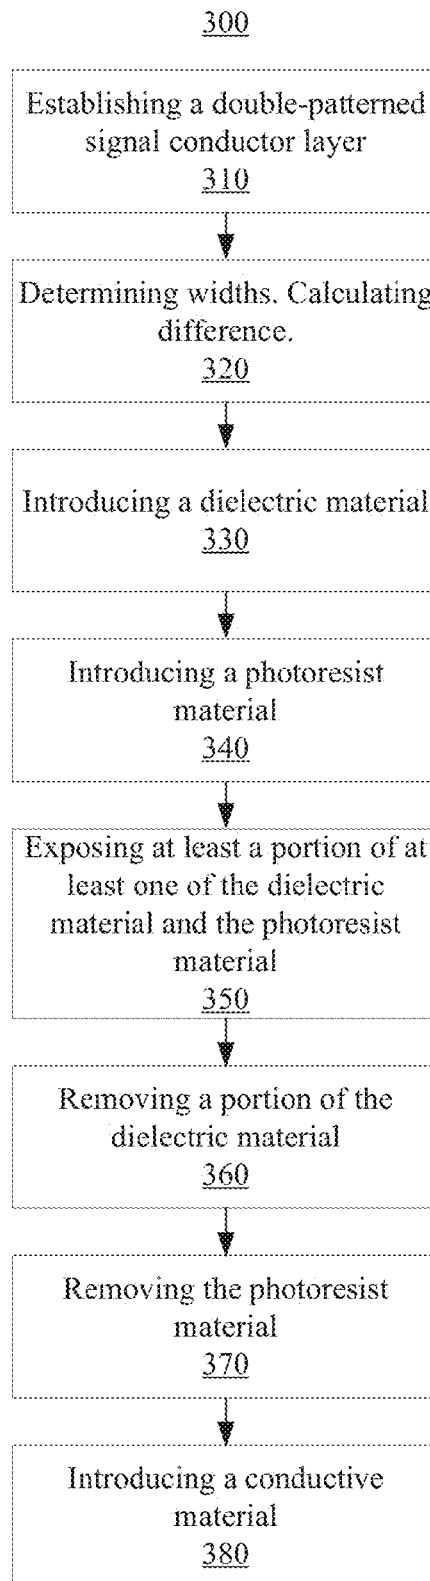 300
Establishing a double-patterned
signal conductor layer
310
Determining widths. Calculating
difference.
320
Introducing a dielectric material
330
Introducing a photoresist
material
340
Exposing at least a portion of at
least one of the dielectric
material and the photoresist
material
350
Removing a portion of the
dielectric material
360
Removing the photoresist
material
370
Introducing a conductive
material
380